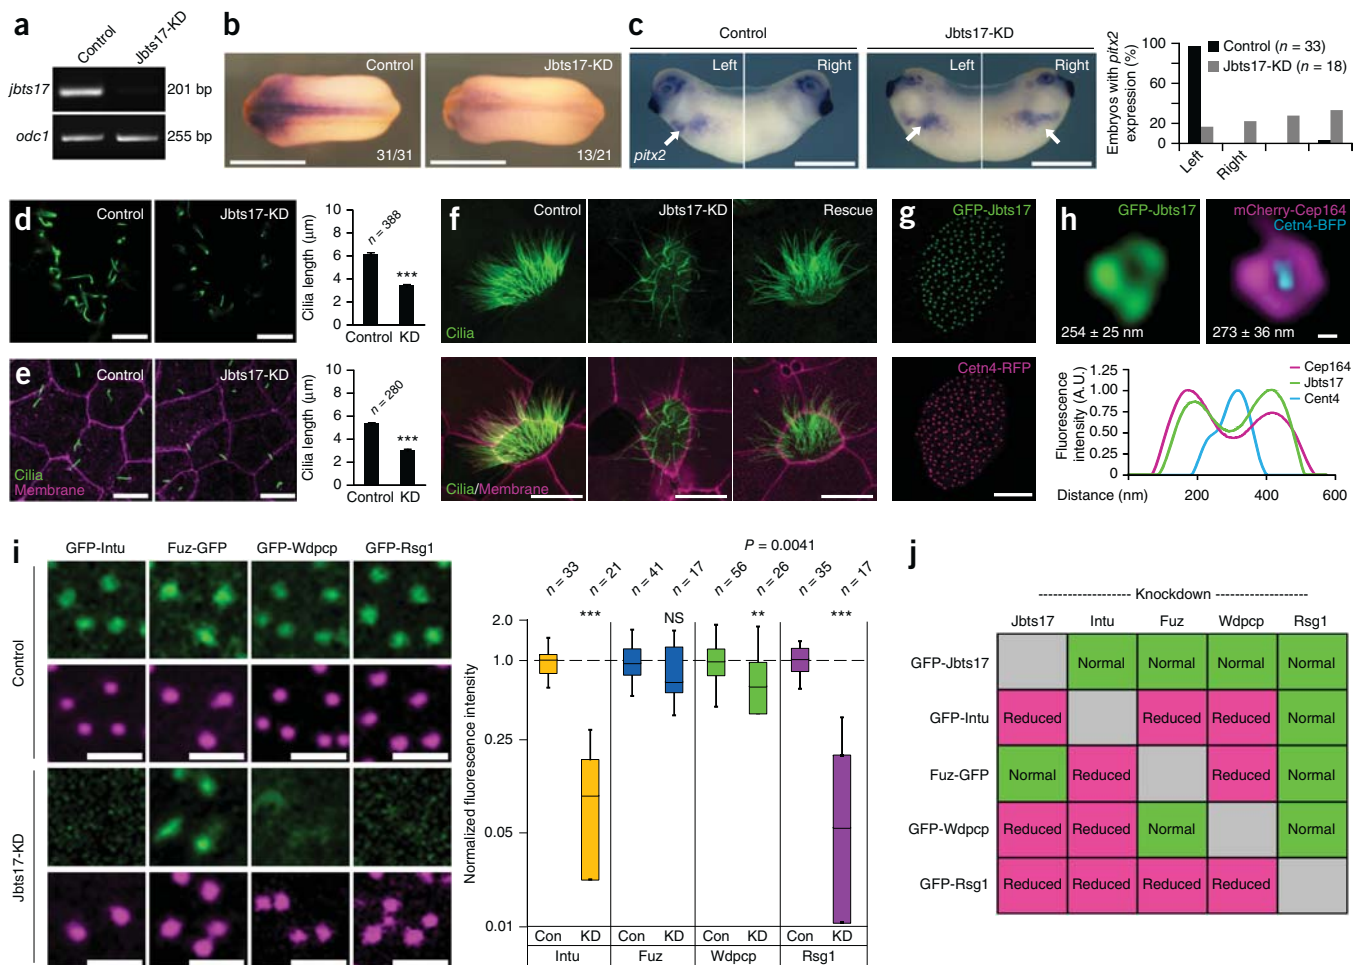 a
Control
Jbts17-KD
jbts17
201 bp
odc1
255 bp
b
Control
31/31
Jbts17-KD
13/21
c
Control
Jbts17-KD
Left
Right
Left
Right
pitx2
Embryos with pitx2
expression (%)
100
60
20
0
Control (n = 33)
Jbts17-KD (n = 18)
Left
Right
d
Control
Jbts17-KD
Cilia length (μm)
10
8
6
4
2
0
n = 388
***
Control
KD
e
Control
Jbts17-KD
Cilia
Membrane
Cilia length (μm)
10
8
6
4
2
0
n = 280
***
Control
KD
f
Control
Jbts17-KD
Rescue
Cilia
Cilia/Membrane
g
GFP-Jbts17
Cetn4-RFP
h
GFP-Jbts17
254 ± 25 nm
mCherry-Cep164
Cetn4-BFP
273 ± 36 nm
Fluorescence
intensity (A.U.)
1.25
1.00
0.75
0.50
0.25
0
Cep164
Jbts17
Cent4
Distance (nm)
200
400
600
i
GFP-Intu
Fuz-GFP
GFP-Wdpcp
GFP-Rsg1
Control
Jbts17-KD
P = 0.0041
n = 33
n = 21
n = 41
n = 17
n = 56
n = 26
n = 35
n = 17
***
NS
**
***
Normalized fluorescence intensity
2.0
1.0
0.25
0.05
0.01
Con KD Con KD Con KD Con KD
Intu Fuz Wdpcp Rsg1
j
Knockdown
Jbts17 Intu Fuz Wdpcp Rsg1
GFP-Jbts17 Normal Normal Normal Normal
GFP-Intu Reduced Reduced Reduced Normal
Fuz-GFP Normal Reduced Reduced Normal
GFP-Wdpcp Reduced Reduced Normal Normal
GFP-Rsg1 Reduced Reduced Reduced Reduced